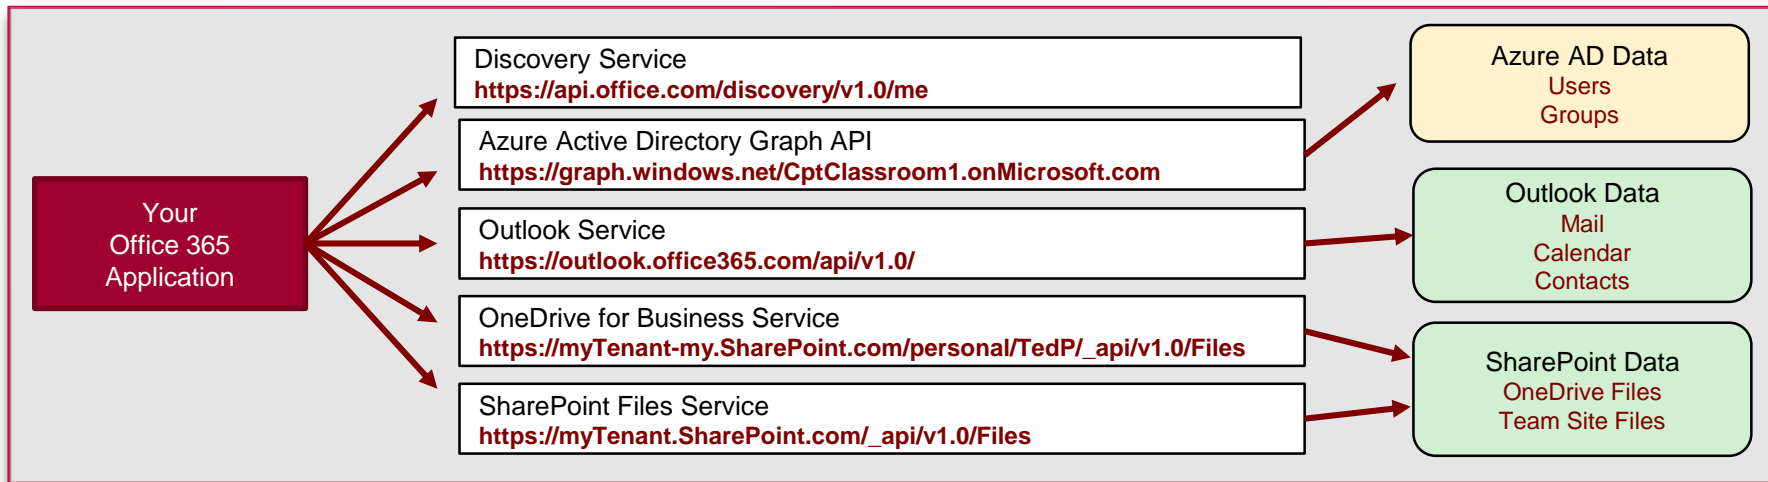 Your
Office 365
Application
Discovery Service
https://api.office.com/discovery/v1.0/me
Azure Active Directory Graph API
https://graph.windows.net/CptClassroom1.onMicrosoft.com
Outlook Service
https://outlook.office365.com/api/v1.0/
OneDrive for Business Service
https://myTenant-my.SharePoint.com/personal/TedP/_api/v1.0/Files
SharePoint Files Service
https://myTenant.SharePoint.com/_api/v1.0/Files
Azure AD Data
Users
Groups
Outlook Data
Mail
Calendar
Contacts
SharePoint Data
OneDrive Files
Team Site Files